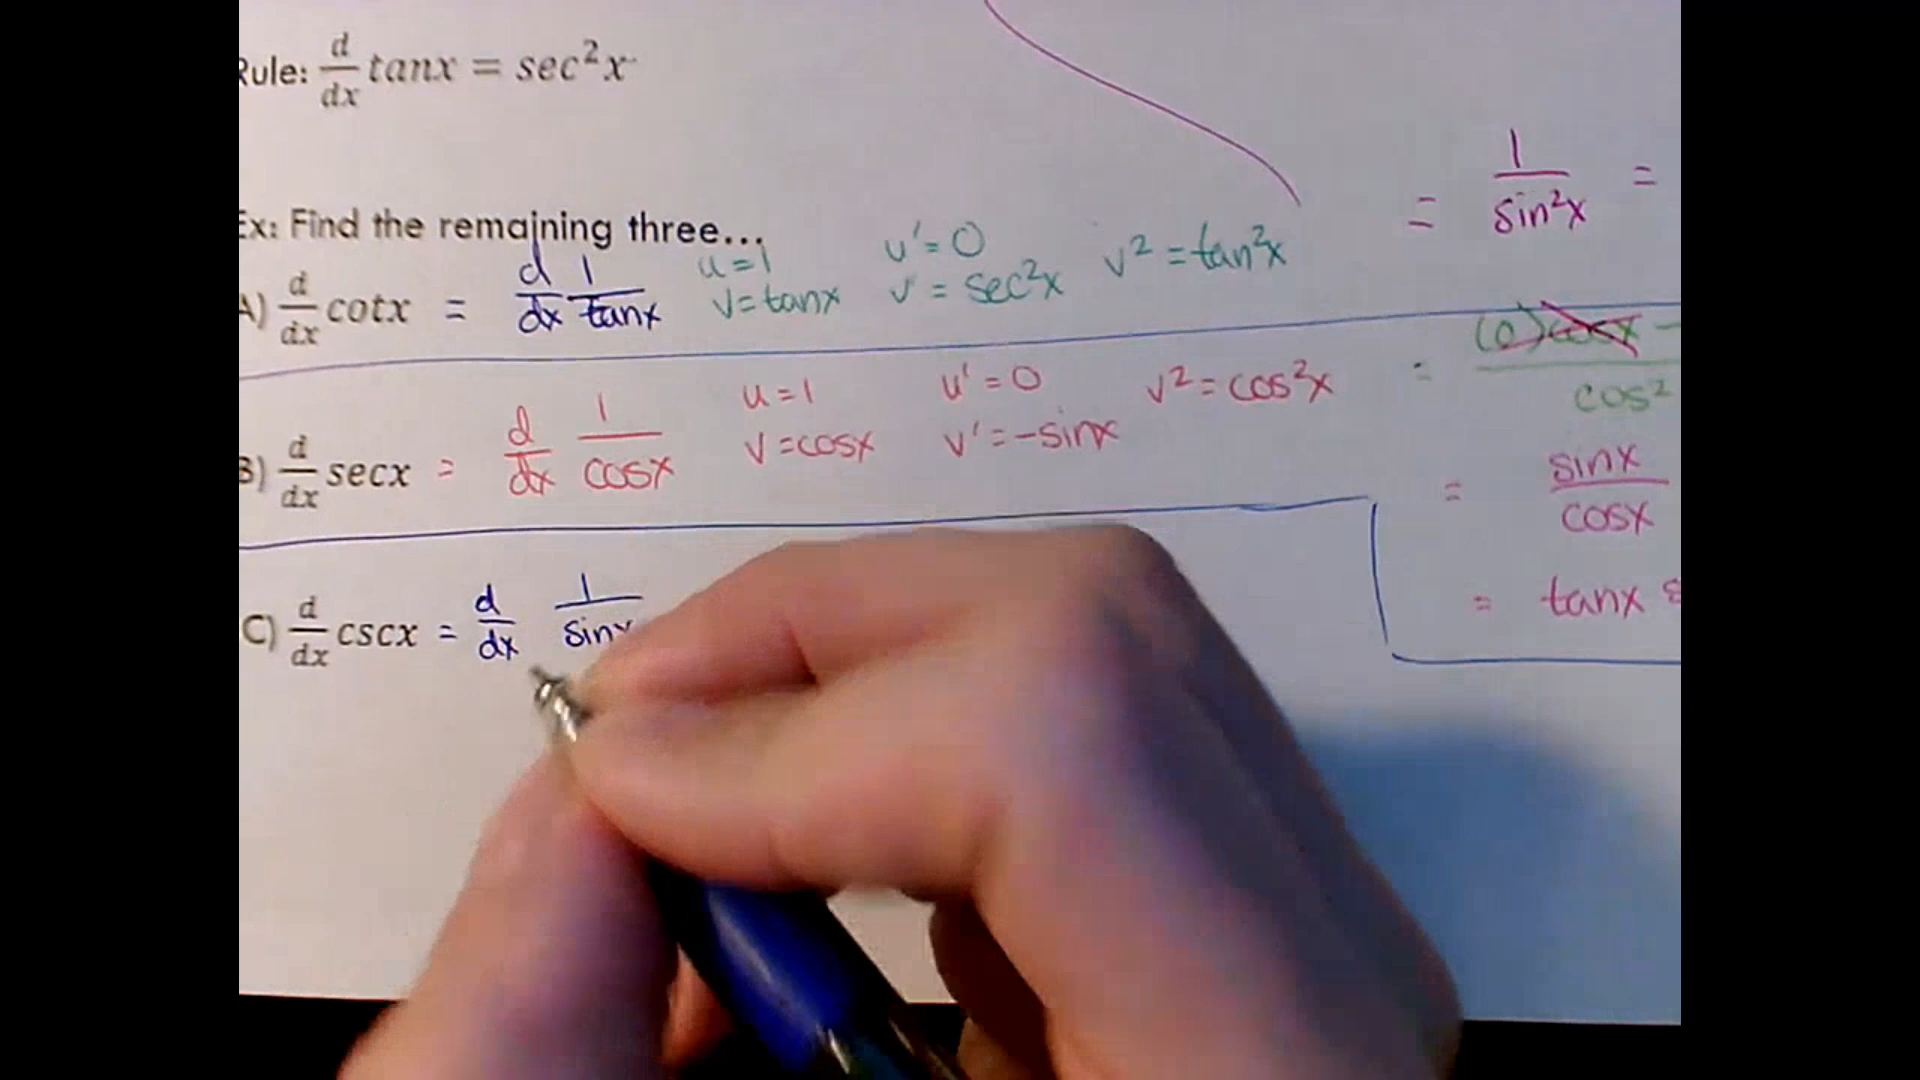 Rule: d/dx tanx = sec²x
= 1/sin²x =
Ex: Find the remaining three...
A) d/dx cotx = d/dx 1/tanx u=1 u'=0 v²=tan²x
v=tanx v'=sec²x
= (0)cosx - / cos²
B) d/dx secx = d/dx 1/cosx u=1 u'=0 v²=cos²x
v=cosx v'=-sinx
= sinx/cosx
= tanx
C) d/dx cscx = d/dx 1/sinx